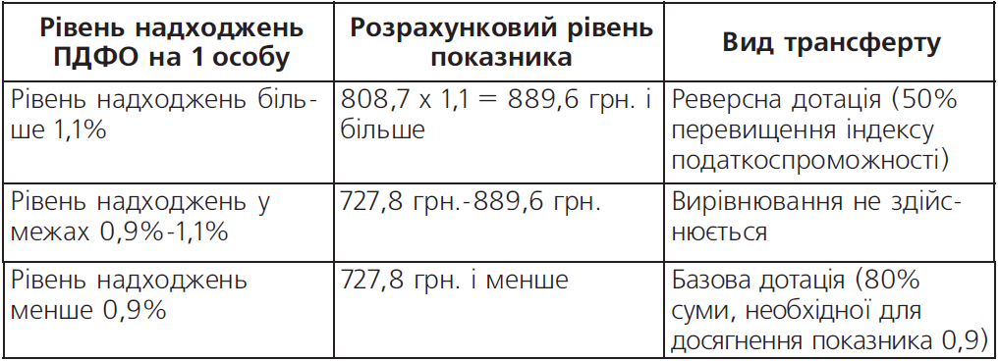 Рівень надходжень
ПДФО на 1 особу
Розрахунковий рівень
показника
Вид трансферту
Рівень надходжень біль-
ше 1,1%
808,7 х 1,1 = 889,6 грн. і
більше
Реверсна дотація (50%
перевищення індексу
податкоспроможності)
Рівень надходжень у
межах 0,9%-1,1%
727,8 грн.-889,6 грн.
Вирівнювання не здійс-
нюється
Рівень надходжень
менше 0,9%
727,8 грн. і менше
Базова дотація (80%
суми, необхідної для
досягнення показника 0,9)